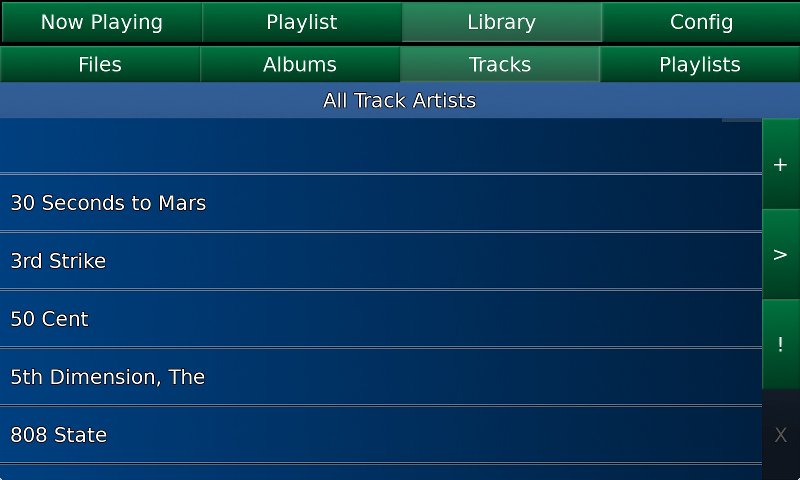 Now Playing Playlist Library Config
Files Albums Tracks Playlists
All Track Artists
+
30 Seconds to Mars
3rd Strike
>
50 Cent
!
5th Dimension, The
808 State
X